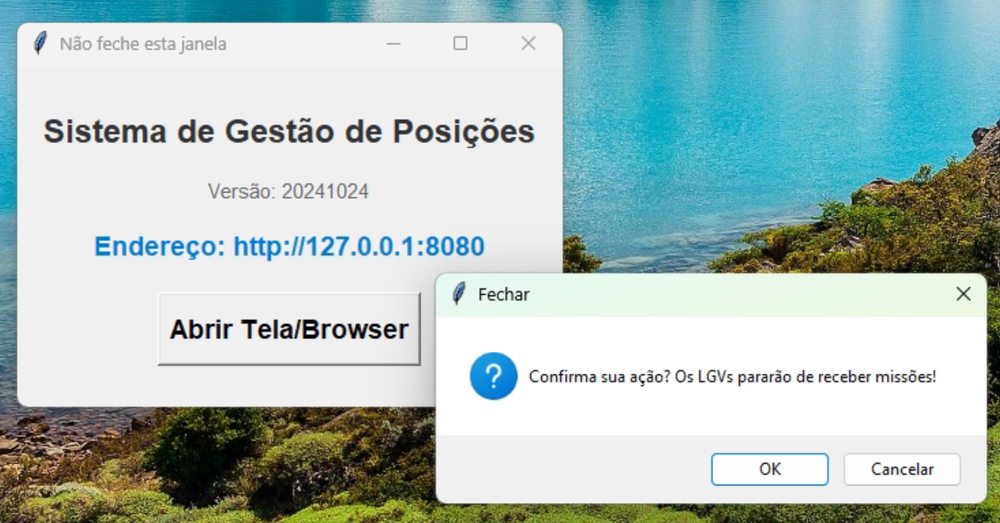 Não feche esta janela
Sistema de Gestão de Posições
Versão: 20241024
Endereço: http://127.0.0.1:8080
Abrir Tela/Browser
Fechar
Confirma sua ação? Os LGVs pararão de receber missões!
OK
Cancelar